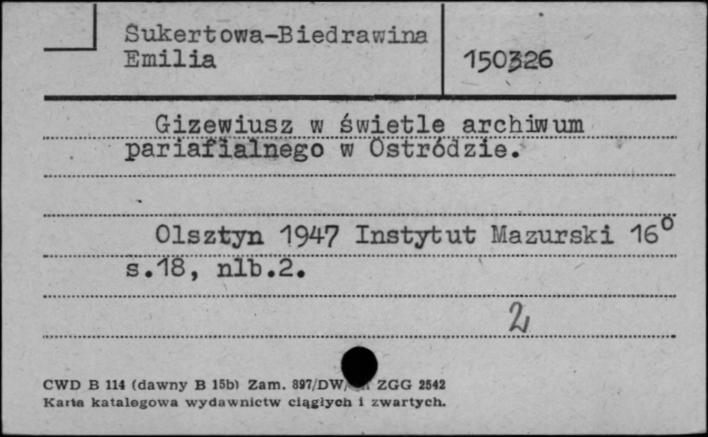 Sukertowa-Biedrawina
Emilia
150326
Gizewiusz w świetle archiwum
pariafialnego w Ostródzie.
Olsztyn 1947 Instytut Mazurski 16°
s.18, nlb.2.
2
CWD B 114 (dawny B 15b) Zam. 897/DW/ ZGG 2542
Karta katalogowa wydawnictw ciągłych i zwartych.